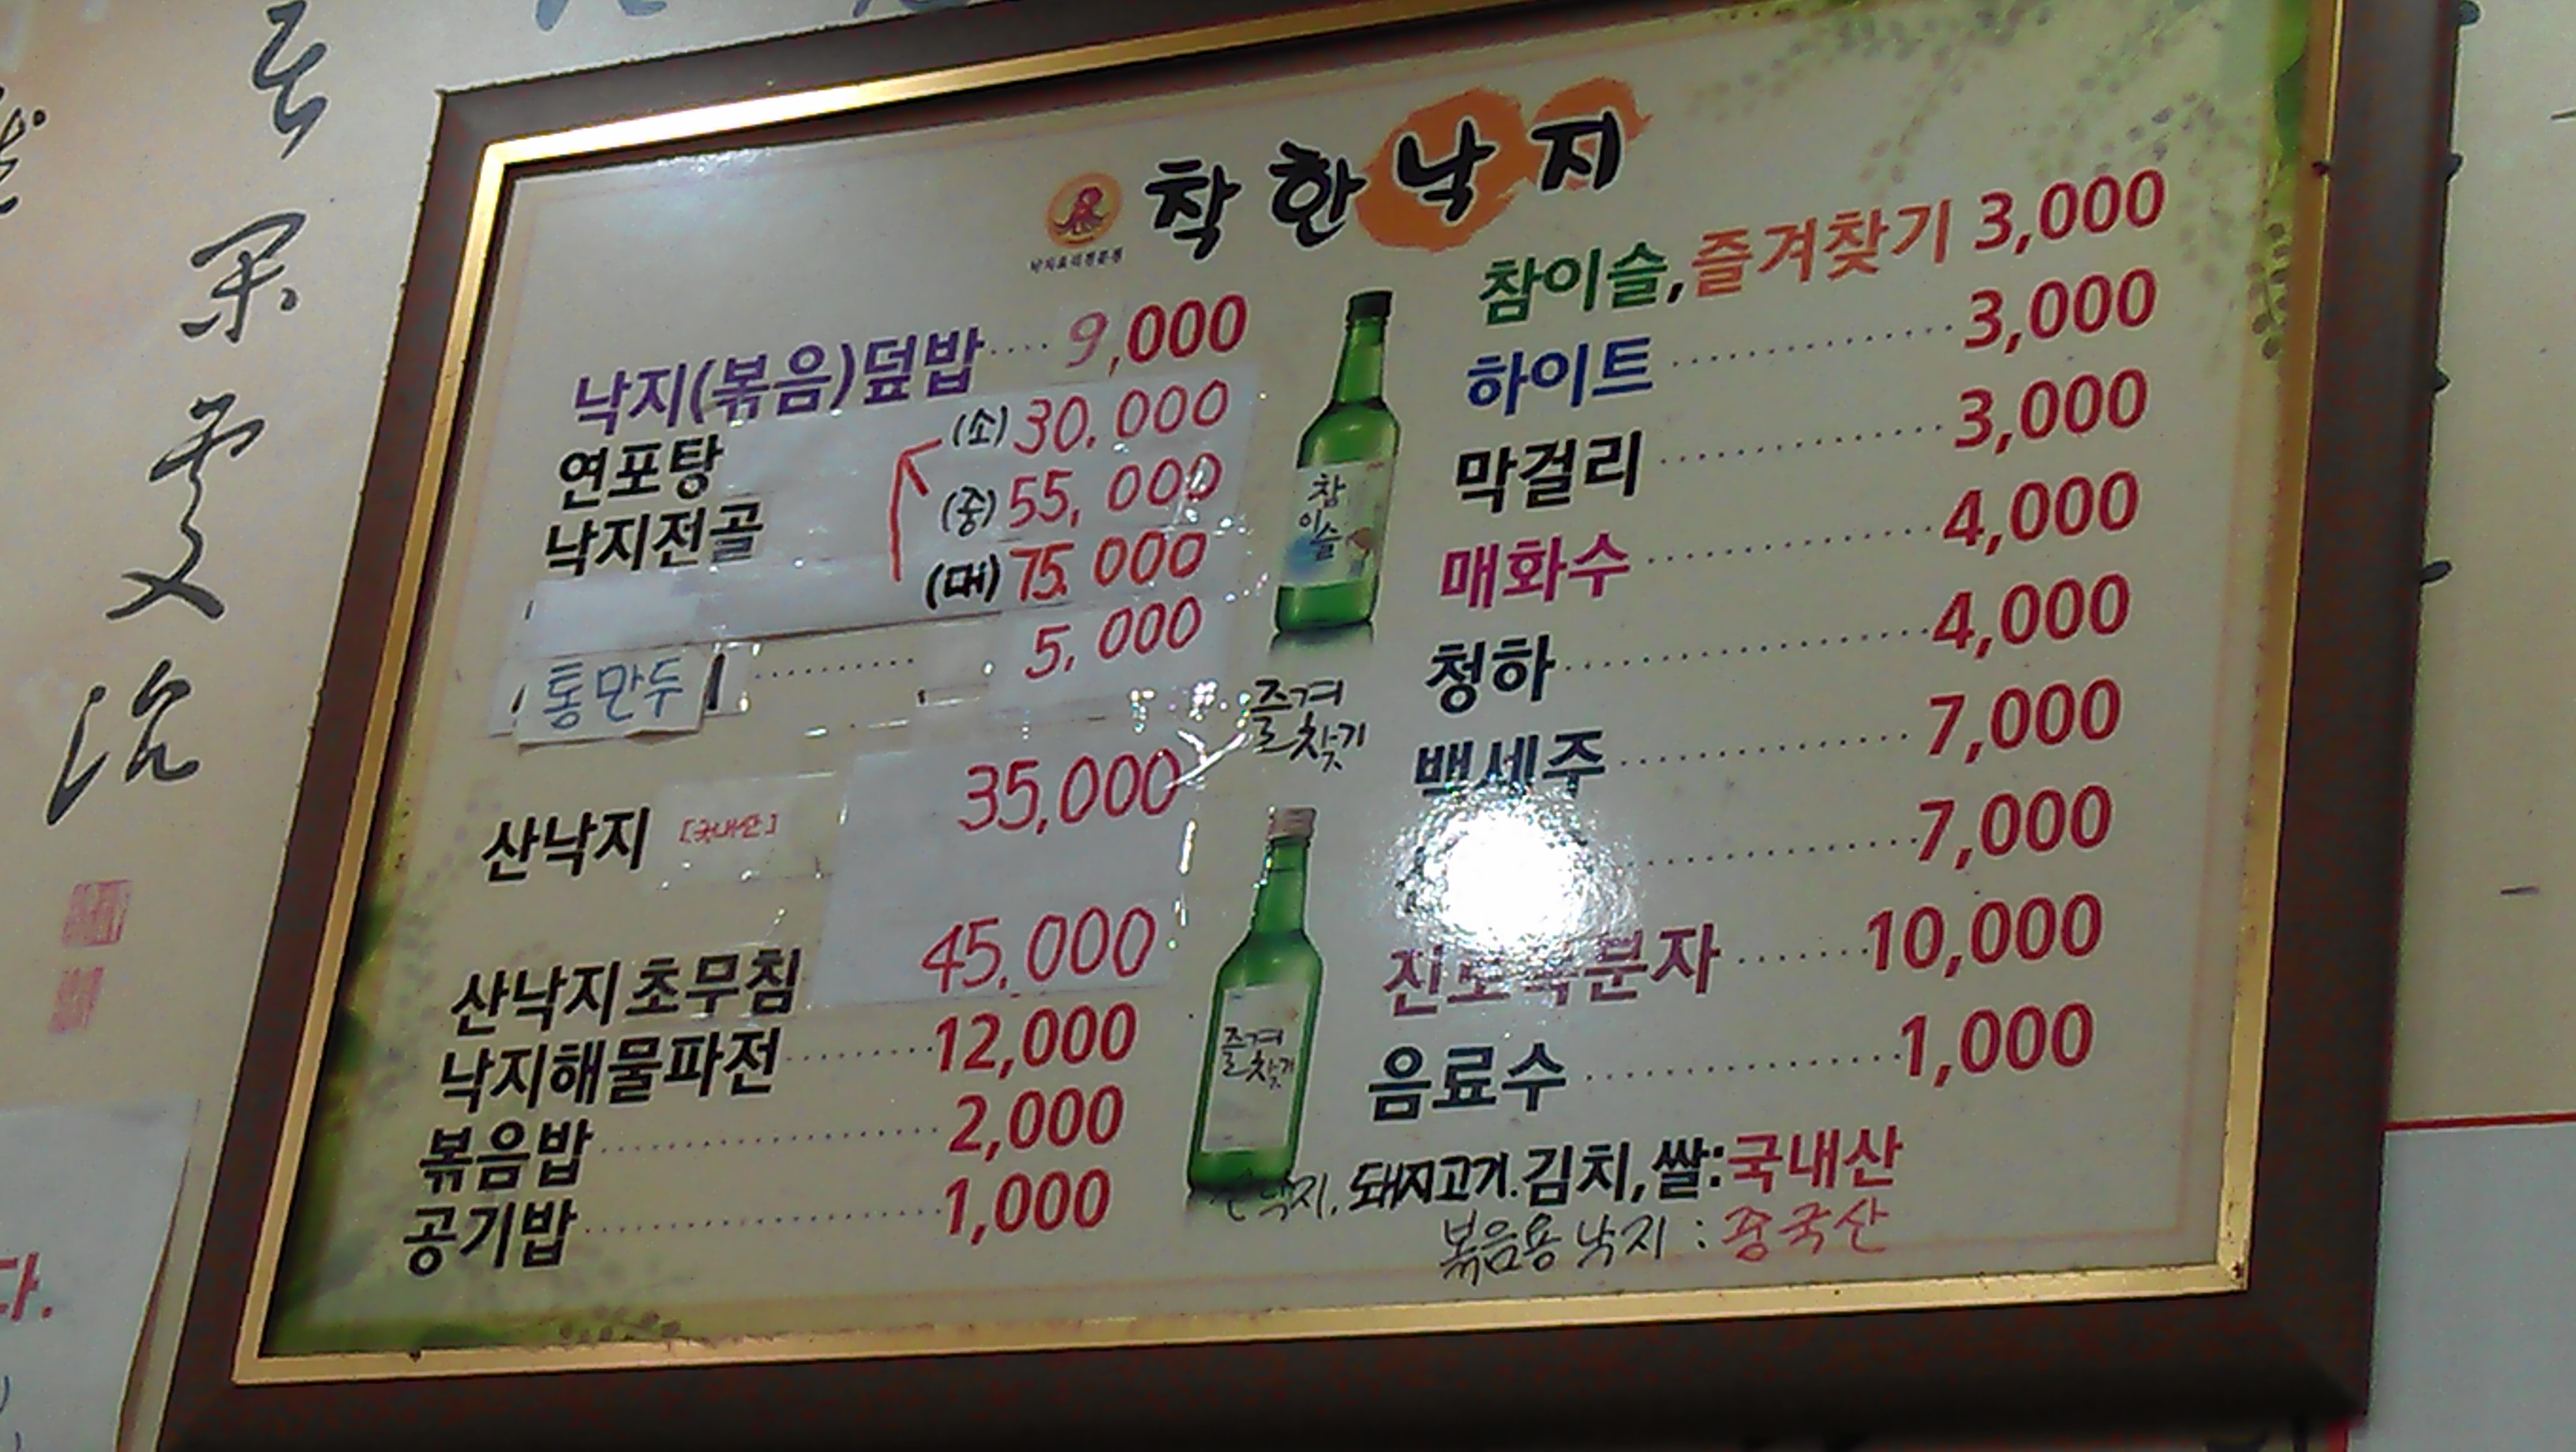 착한낙지
낙지요리전문점
낙지(볶음)덮밥 ···· 9,000
연포탕 (소) 30.000
낙지전골 (중) 55,000
(대) 75.000
통만두 ·········· 5.000
산낙지 [국내산] 35,000
산낙지 초무침 45.000
낙지해물파전 ········· 12,000
볶음밥 ····················· 2,000
공기밥 ······················ 1,000
참이슬
즐겨찾기
즐겨찾기
참이슬, 즐겨찾기 3,000
하이트 ················· 3,000
막걸리 ················· 3,000
매화수 ················· 4,000
청하 ····················· 4,000
백세주 ················· 7,000
················· 7,000
분자 ······· 10,000
음료수 ··················· 1,000
낙지, 돼지고기.김치,쌀:국내산
볶음용 낙지 : 중국산
다.